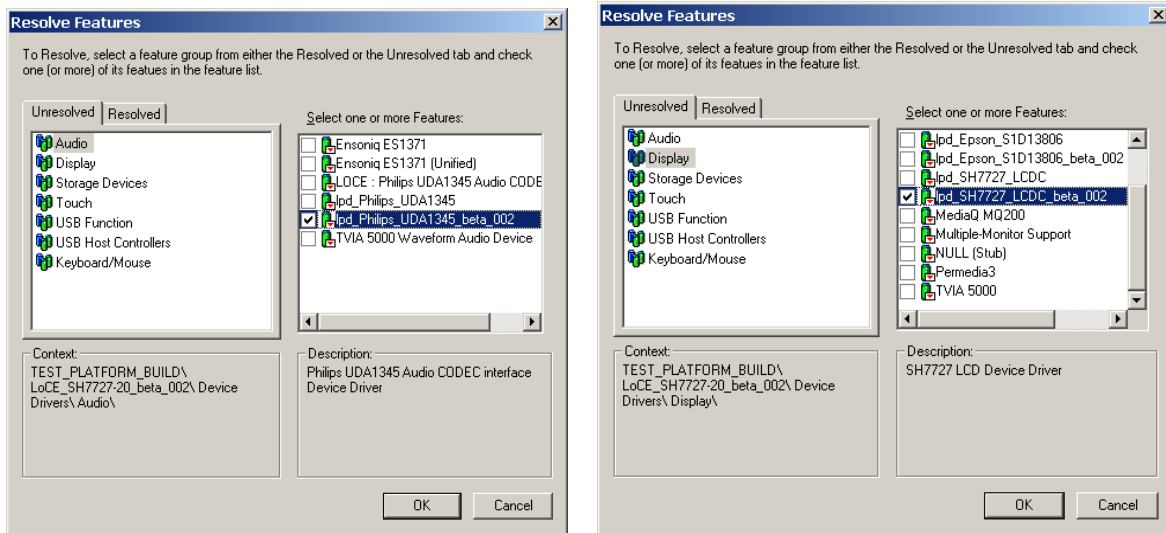 Resolve Features
To Resolve, select a feature group from either the Resolved or the Unresolved tab and check
one (or more) of its featues in the feature list.
Unresolved
Resolved
Audio
Display
Storage Devices
Touch
USB Function
USB Host Controllers
Keyboard/Mouse
Select one or more Features:
Ensoniq ES1371
Ensoniq ES1371 (Unified)
LOCE : Philips UDA1345 Audio CODE
lpd_Philips_UDA1345
lpd_Philips_UDA1345_beta_002
TVIA 5000 Waveform Audio Device
Context:
TEST_PLATFORM_BUILD\
LoCE_SH7727-20_beta_002\ Device
Drivers\ Audio\
Description:
Philips UDA1345 Audio CODEC interface
Device Driver
OK
Cancel
Resolve Features
To Resolve, select a feature group from either the Resolved or the Unresolved tab and check
one (or more) of its featues in the feature list.
Unresolved
Resolved
Audio
Display
Storage Devices
Touch
USB Function
USB Host Controllers
Keyboard/Mouse
Select one or more Features:
lpd_Epson_S1D13806
lpd_Epson_S1D13806_beta_002
lpd_SH7727_LCDC
lpd_SH7727_LCDC_beta_002
MediaQ MQ200
Multiple-Monitor Support
NULL (Stub)
Permedia3
TVIA 5000
Context:
TEST_PLATFORM_BUILD\
LoCE_SH7727-20_beta_002\ Device
Drivers\ Display\
Description:
SH7727 LCD Device Driver
OK
Cancel